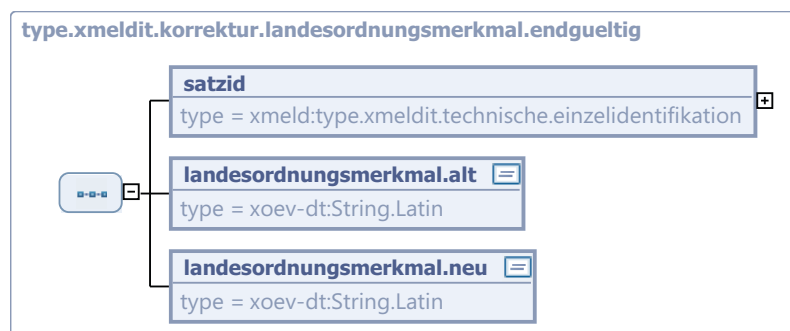 type.xmeldit.korrektur.landesordnungsmerkmal.endgueltig
satzid
type = xmeld:type.xmeldit.technische.einzelidentifikation
landesordnungsmerkmal.alt
type = xoev-dt:String.Latin
landesordnungsmerkmal.neu
type = xoev-dt:String.Latin